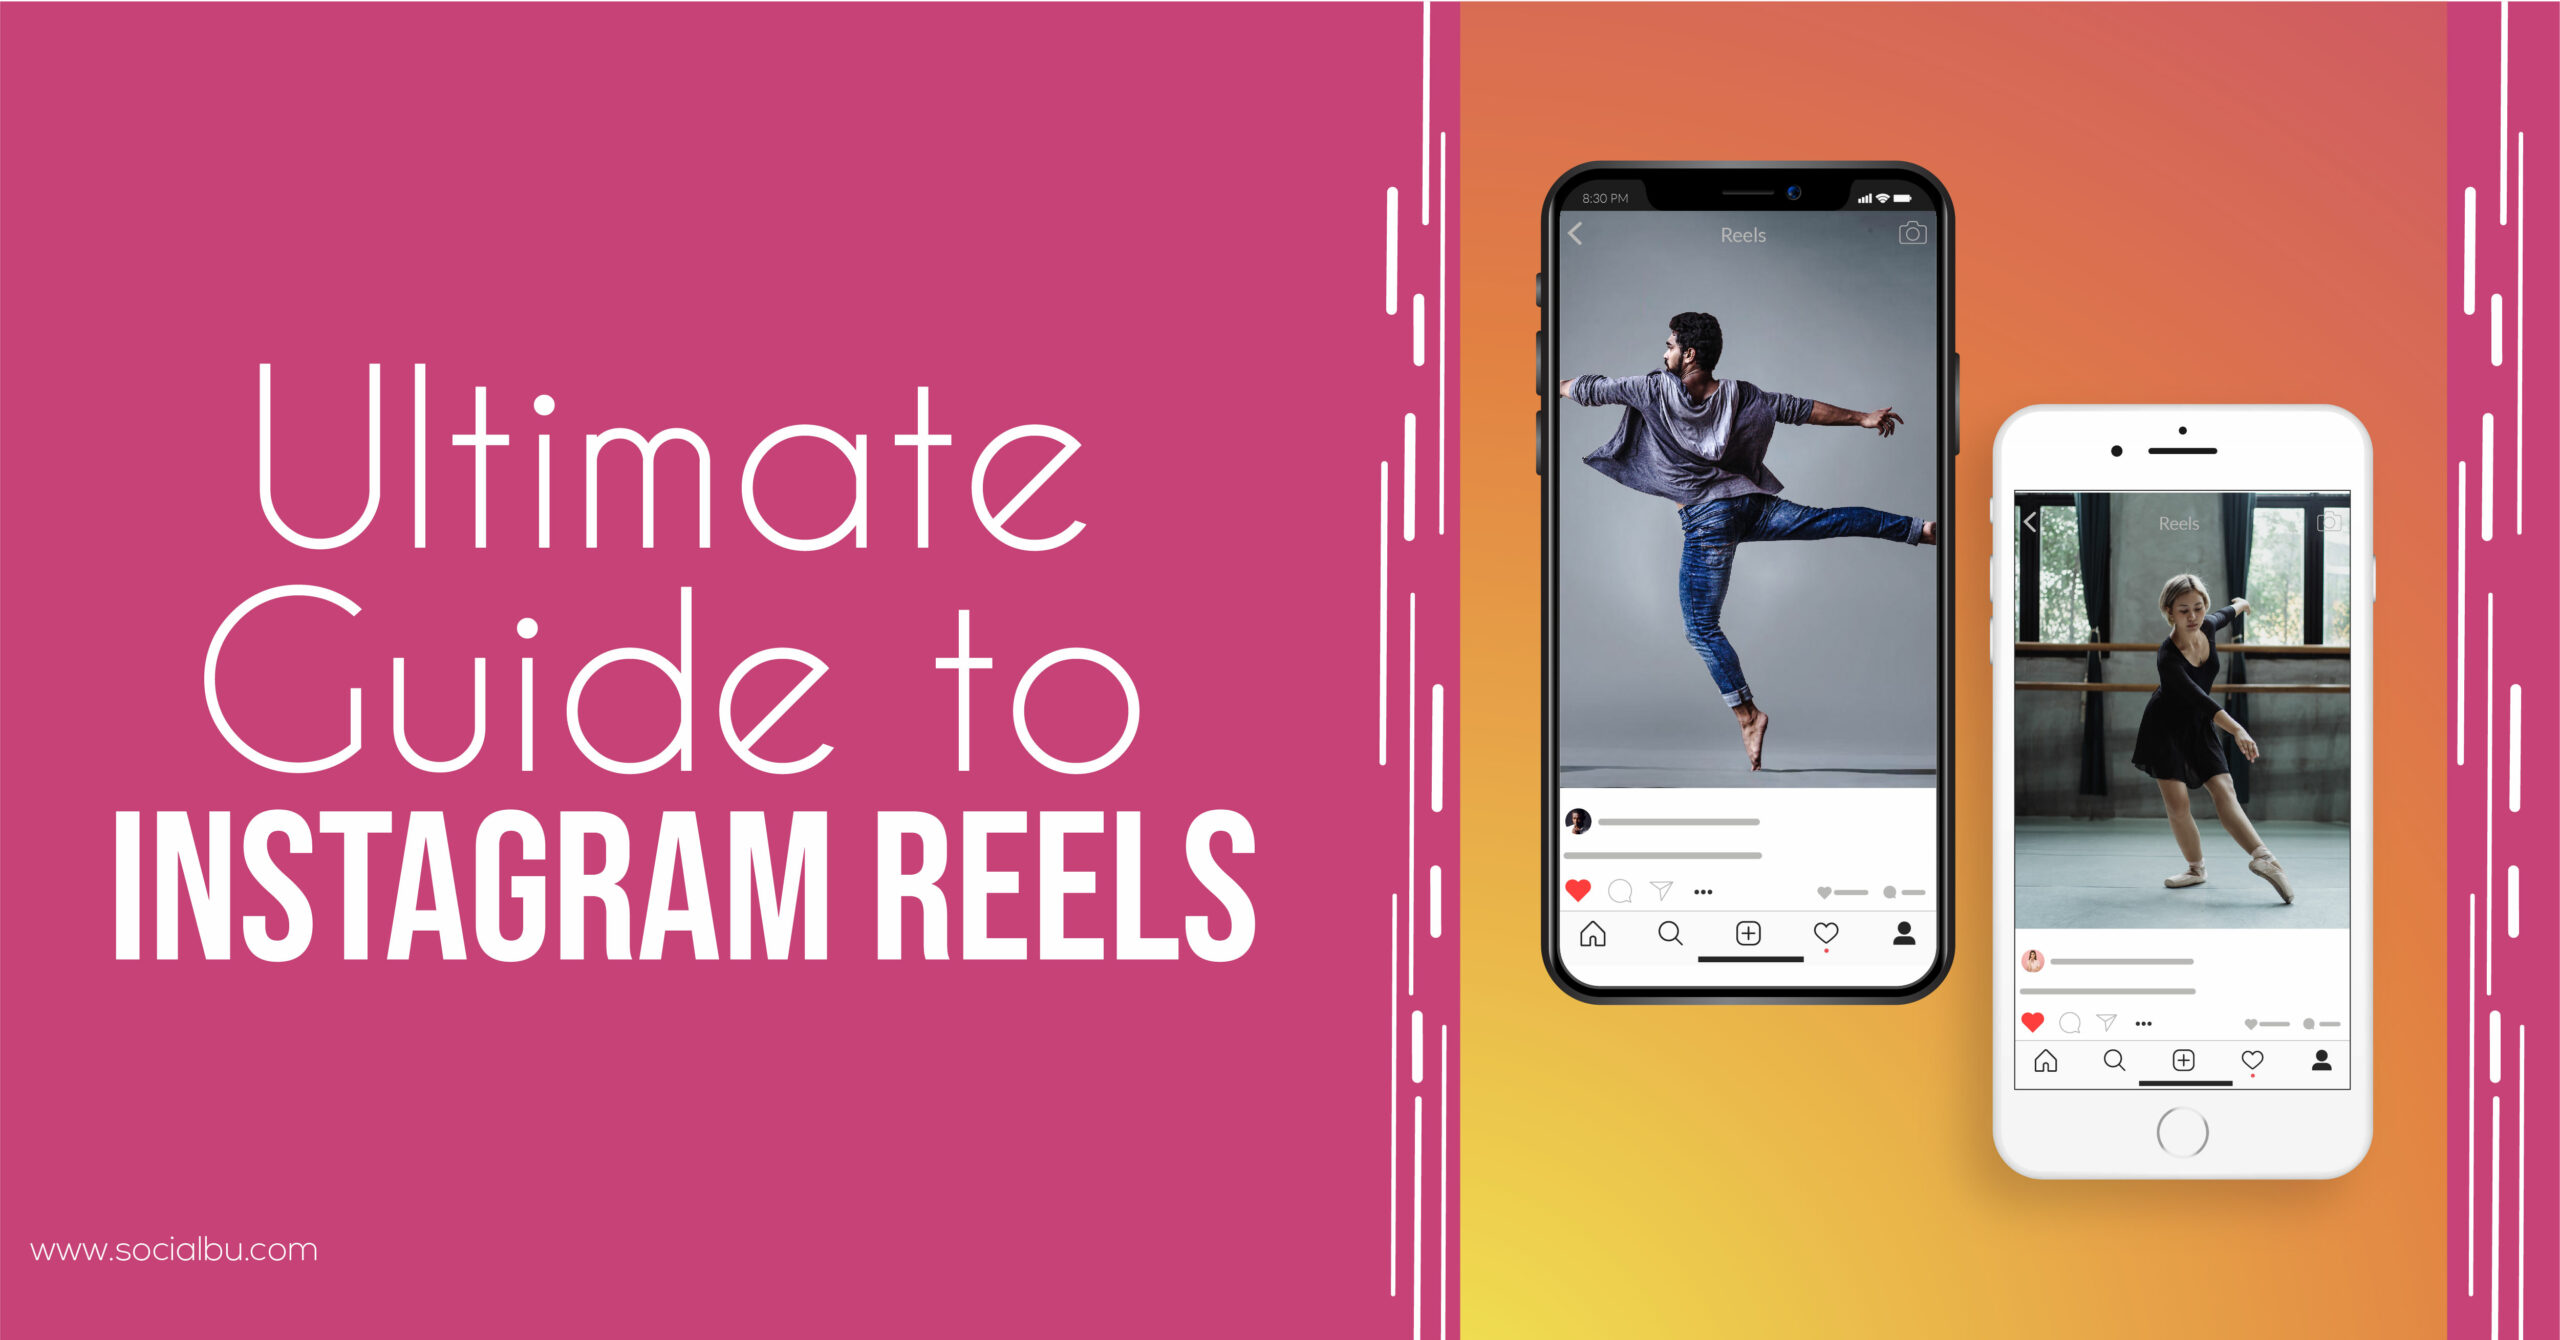 Ultimate
Guide to
INSTAGRAM REELS
www.socialbu.com
8:30 PM
Reels
Reels